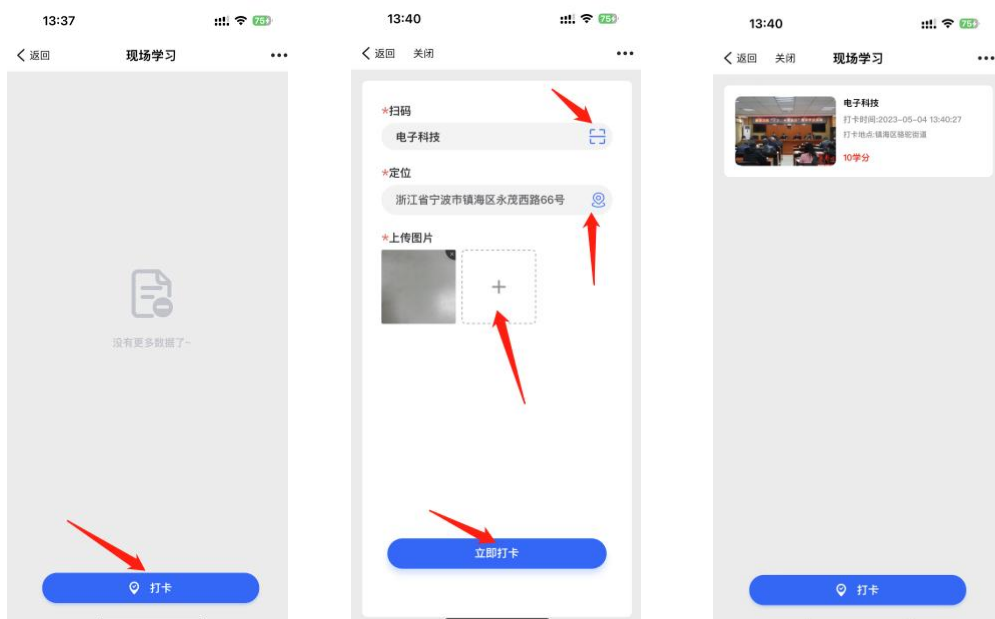 13:37
75
返回
现场学习
没有更多数据了~
打卡
13:40
75
返回 关闭
*扫码
电子科技
*定位
浙江省宁波市镇海区永茂西路66号
*上传图片
立即打卡
13:40
75
返回 关闭 现场学习
电子科技
打卡时间:2023-05-04 13:40:27
打卡地点:镇海区骆驼街道
10学分
打卡